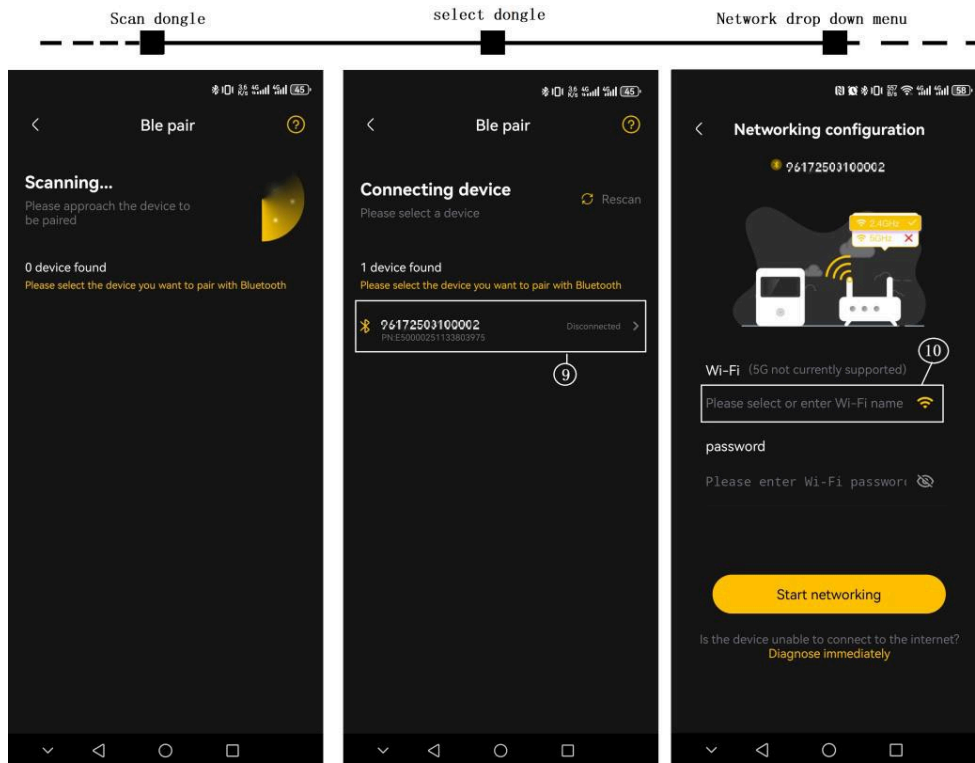 Scan dongle
select dongle
Network drop down menu
45
Ble pair
?
Scanning...
Please approach the device to
be paired
0 device found
Please select the device you want to pair with Bluetooth
45
Ble pair
?
Connecting device
Rescan
Please select a device
1 device found
Please select the device you want to pair with Bluetooth
96172503100002
Disconnected
PN:E50000251133803975
9
58
Networking configuration
96172503100002
2.4GHz
5GHz
10
Wi-Fi (5G not currently supported)
Please select or enter Wi-Fi name
password
Please enter Wi-Fi passwor
Start networking
Is the device unable to connect to the internet?
Diagnose immediately